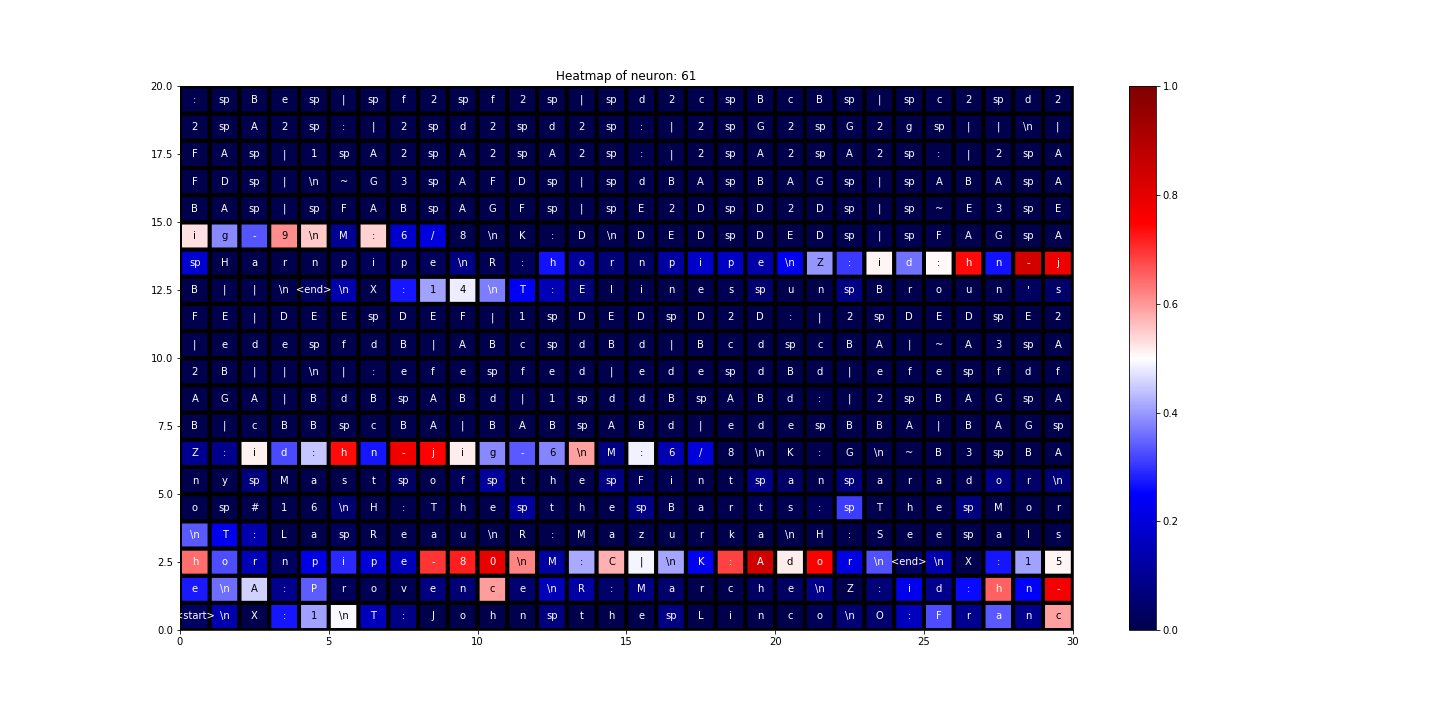 Heatmap of neuron: 61
20.0 : sp B e sp | sp f 2 sp f 2 sp | sp d 2 c sp B c B sp | sp c 2 sp d 2 1.0
2 sp A 2 sp : | 2 sp d 2 sp d 2 sp : | 2 sp G 2 sp G 2 g sp | | \n |
17.5 F A sp | 1 sp A 2 sp A 2 sp A 2 sp : | 2 sp A 2 sp A 2 sp : | 2 sp A
F D sp | \n ~ G 3 sp A F D sp | sp d B A sp B A G sp | sp A B A sp A 0.8
15.0 B A sp | sp F A B sp A G F sp | sp E 2 D sp D 2 D sp | sp ~ E 3 sp E
i g - 9 \n M : 6 / 8 \n K : D \n D E D sp D E D sp | sp F A G sp A
sp H a r n p i p e \n R : h o r n p i p e \n Z : i d : h n - j
12.5 B | | \n <end> \n X : 1 4 \n T : E l i n e s sp u n sp B r o u n ' s 0.6
F E | D E E sp D E F | 1 sp D E D sp D 2 D : | 2 sp D E D sp E 2
10.0 | e d e sp f d B | A B c sp d B d | B c d sp c B A | ~ A 3 sp A
2 B | | \n | : e f e sp f e d | e d e sp d B d | e f e sp f d f
A G A | B d B sp A B d | 1 sp d d B sp A B d : | 2 sp B A G sp A 0.4
7.5 B | c B B sp c B A | B A B sp A B d | e d e sp B B A | B A G sp
Z : i d : h n - j i g - 6 \n M : 6 / 8 \n K : G \n ~ B 3 sp B A
n y sp M a s t sp o f sp t h e sp F i n t sp a n sp a r a d o r \n
5.0 o sp # 1 6 \n H : T h e sp t h e sp B a r t s : sp T h e sp M o r 0.2
\n T : L a sp R e a u \n R : M a z u r k a \n H : S e e sp a l s
2.5 h o r n p i p e - 8 0 \n M : C | \n K : A d o r \n <end> \n X : 1 5
e \n A : P r o v e n c e \n R : M a r c h e \n Z : i d : h n -
0.0 <start> \n X : 1 \n T : J o h n sp t h e sp L i n c o \n O : F r a n c 0.0
0 5 10 15 20 25 30